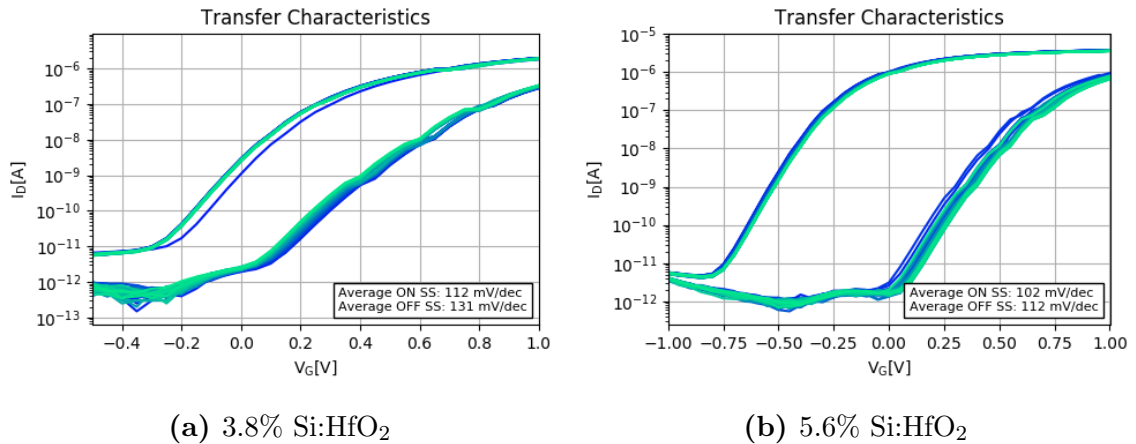 Transfer Characteristics
10⁻⁶
10⁻⁷
10⁻⁸
10⁻⁹
10⁻¹⁰
10⁻¹¹
10⁻¹²
10⁻¹³
I_D[A]
Average ON SS: 112 mV/dec
Average OFF SS: 131 mV/dec
−0.4 −0.2 0.0 0.2 0.4 0.6 0.8 1.0
V_G[V]
(a) 3.8% Si:HfO₂
Transfer Characteristics
10⁻⁵
10⁻⁶
10⁻⁷
10⁻⁸
10⁻⁹
10⁻¹⁰
10⁻¹¹
10⁻¹²
I_D[A]
Average ON SS: 102 mV/dec
Average OFF SS: 112 mV/dec
−1.00 −0.75 −0.50 −0.25 0.00 0.25 0.50 0.75 1.00
V_G[V]
(b) 5.6% Si:HfO₂